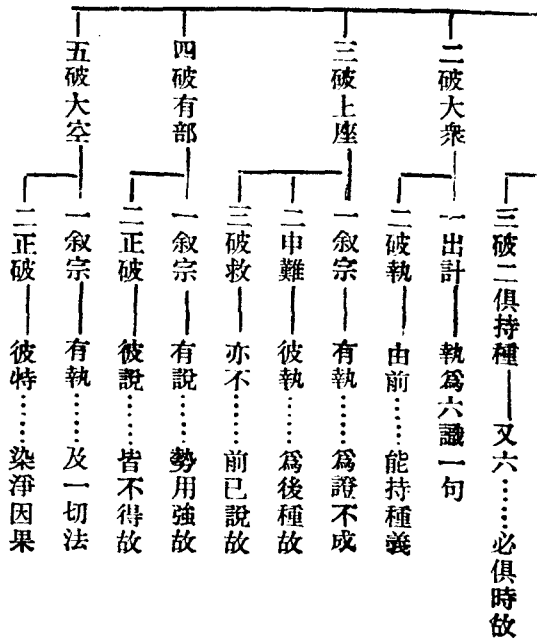 三破二俱持種 又六……必俱時故
二破大衆
一出計 執爲六識一句
二破執 由前……能持種義
三破上座
一叙宗 有執……爲證不成
二申難 彼執……爲後種故
三破救 亦不……前已說故
四破有部
一叙宗 有說……勢用強故
二正破 彼說……皆不得故
五破大空
一叙宗 有執……及一切法
二正破 彼特……染淨因果